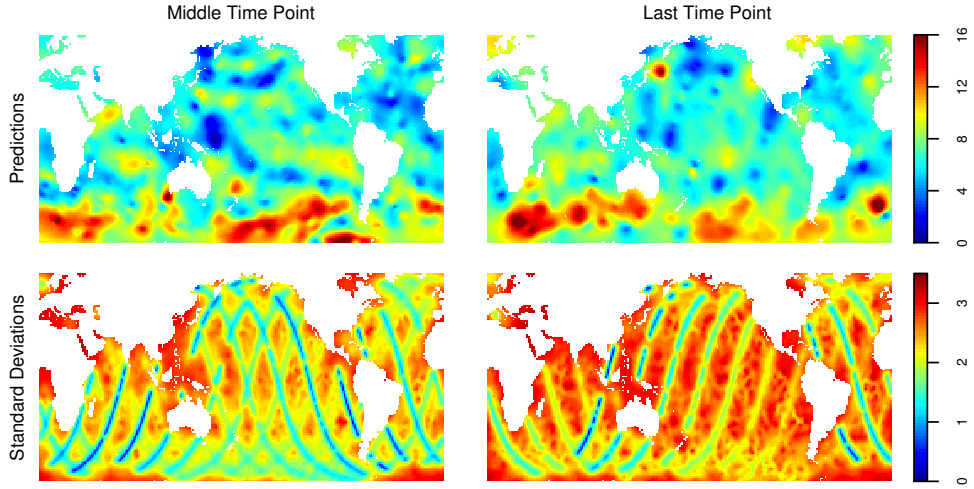 Middle Time Point
Last Time Point
Predictions
16
12
8
4
0
Standard Deviations
3
2
1
0